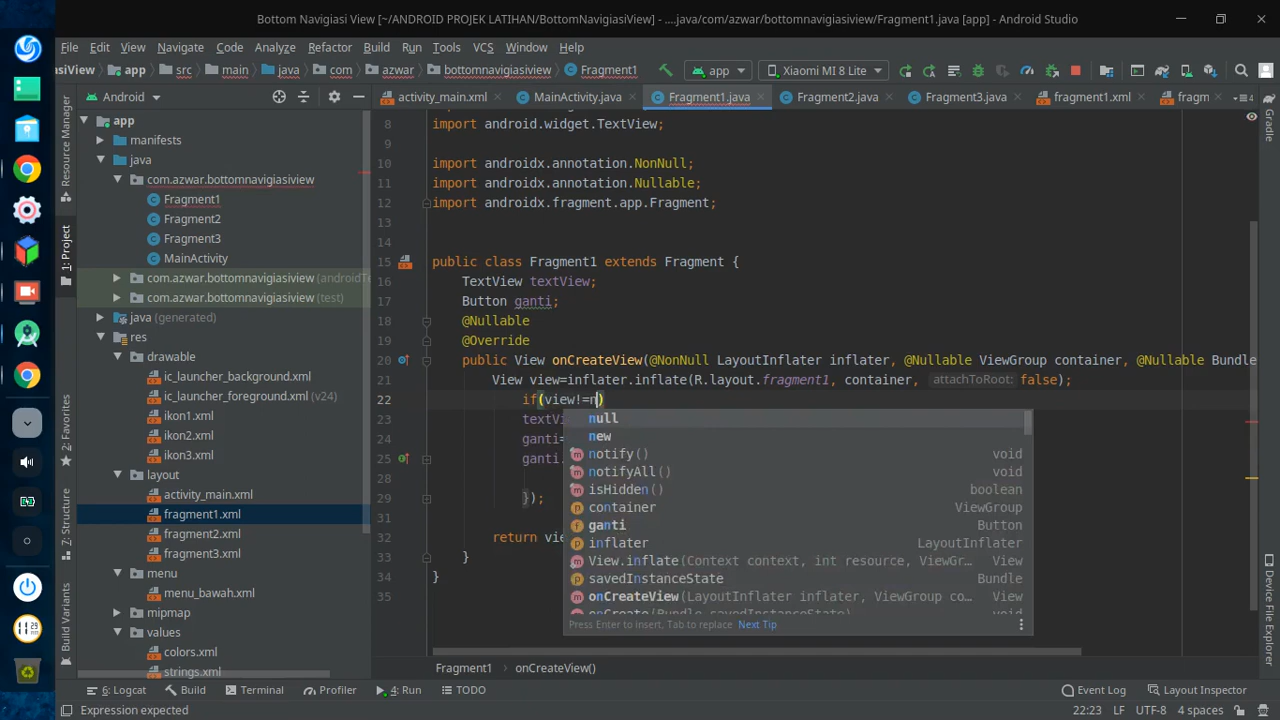 Bottom Navigiasi View [~/ANDROID PROJEK LATIHAN/BottomNavigiasiView] - ....java/com/azwar/bottomnavigiasiview/Fragment1.java [app] - Android Studio
File Edit View Navigate Code Analyze Refactor Build Run Tools VCS Window Help
asiView app src main java com azwar bottomnavigiasiview Fragment1 app Xiaomi MI 8 Lite
Android
activity_main.xml MainActivity.java Fragment1.java Fragment2.java Fragment3.java fragment1.xml fragm 4
Resource Manager
1: Project
2: Favorites
7: Structure
Build Variants
app
manifests
java
com.azwar.bottomnavigiasiview
Fragment1
Fragment2
Fragment3
MainActivity
com.azwar.bottomnavigiasiview (androidTe
com.azwar.bottomnavigiasiview (test)
java (generated)
res
drawable
ic_launcher_background.xml
ic_launcher_foreground.xml (v24)
ikon1.xml
ikon2.xml
ikon3.xml
layout
activity_main.xml
fragment1.xml
fragment2.xml
fragment3.xml
menu
menu_bawah.xml
mipmap
values
colors.xml
strings.xml
8 import android.widget.TextView;
9
10 import androidx.annotation.NonNull;
11 import androidx.annotation.Nullable;
12 import androidx.fragment.app.Fragment;
13
14
15 public class Fragment1 extends Fragment {
16 TextView textView;
17 Button ganti;
18 @Nullable
19 @Override
20 public View onCreateView(@NonNull LayoutInflater inflater, @Nullable ViewGroup container, @Nullable Bundle
21 View view=inflater.inflate(R.layout.fragment1, container, attachToRoot: false);
22 if(view!=n)
23 textVi
24 ganti=
25 ganti.
29 });
31
32 return vie
33 }
34 }
35
null
new
notify() void
notifyAll() void
isHidden() boolean
container ViewGroup
ganti Button
inflater LayoutInflater
View.inflate(Context context, int resource, ViewGr... View
savedInstanceState Bundle
onCreateView(LayoutInflater inflater, ViewGroup co...
onCreate(Bundle savedInstanceState) void
Press Enter to insert, Tab to replace Next Tip
Gradle
Device File Explorer
Fragment1 onCreateView()
6: Logcat Build Terminal Profiler 4: Run TODO Event Log Layout Inspector
Expression expected 22:23 LF UTF-8 4 spaces